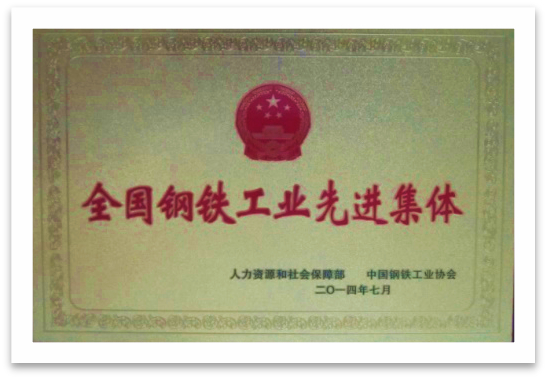 全国钢铁工业先进集体
人力资源和社会保障部 中国钢铁工业协会
二〇一四年七月